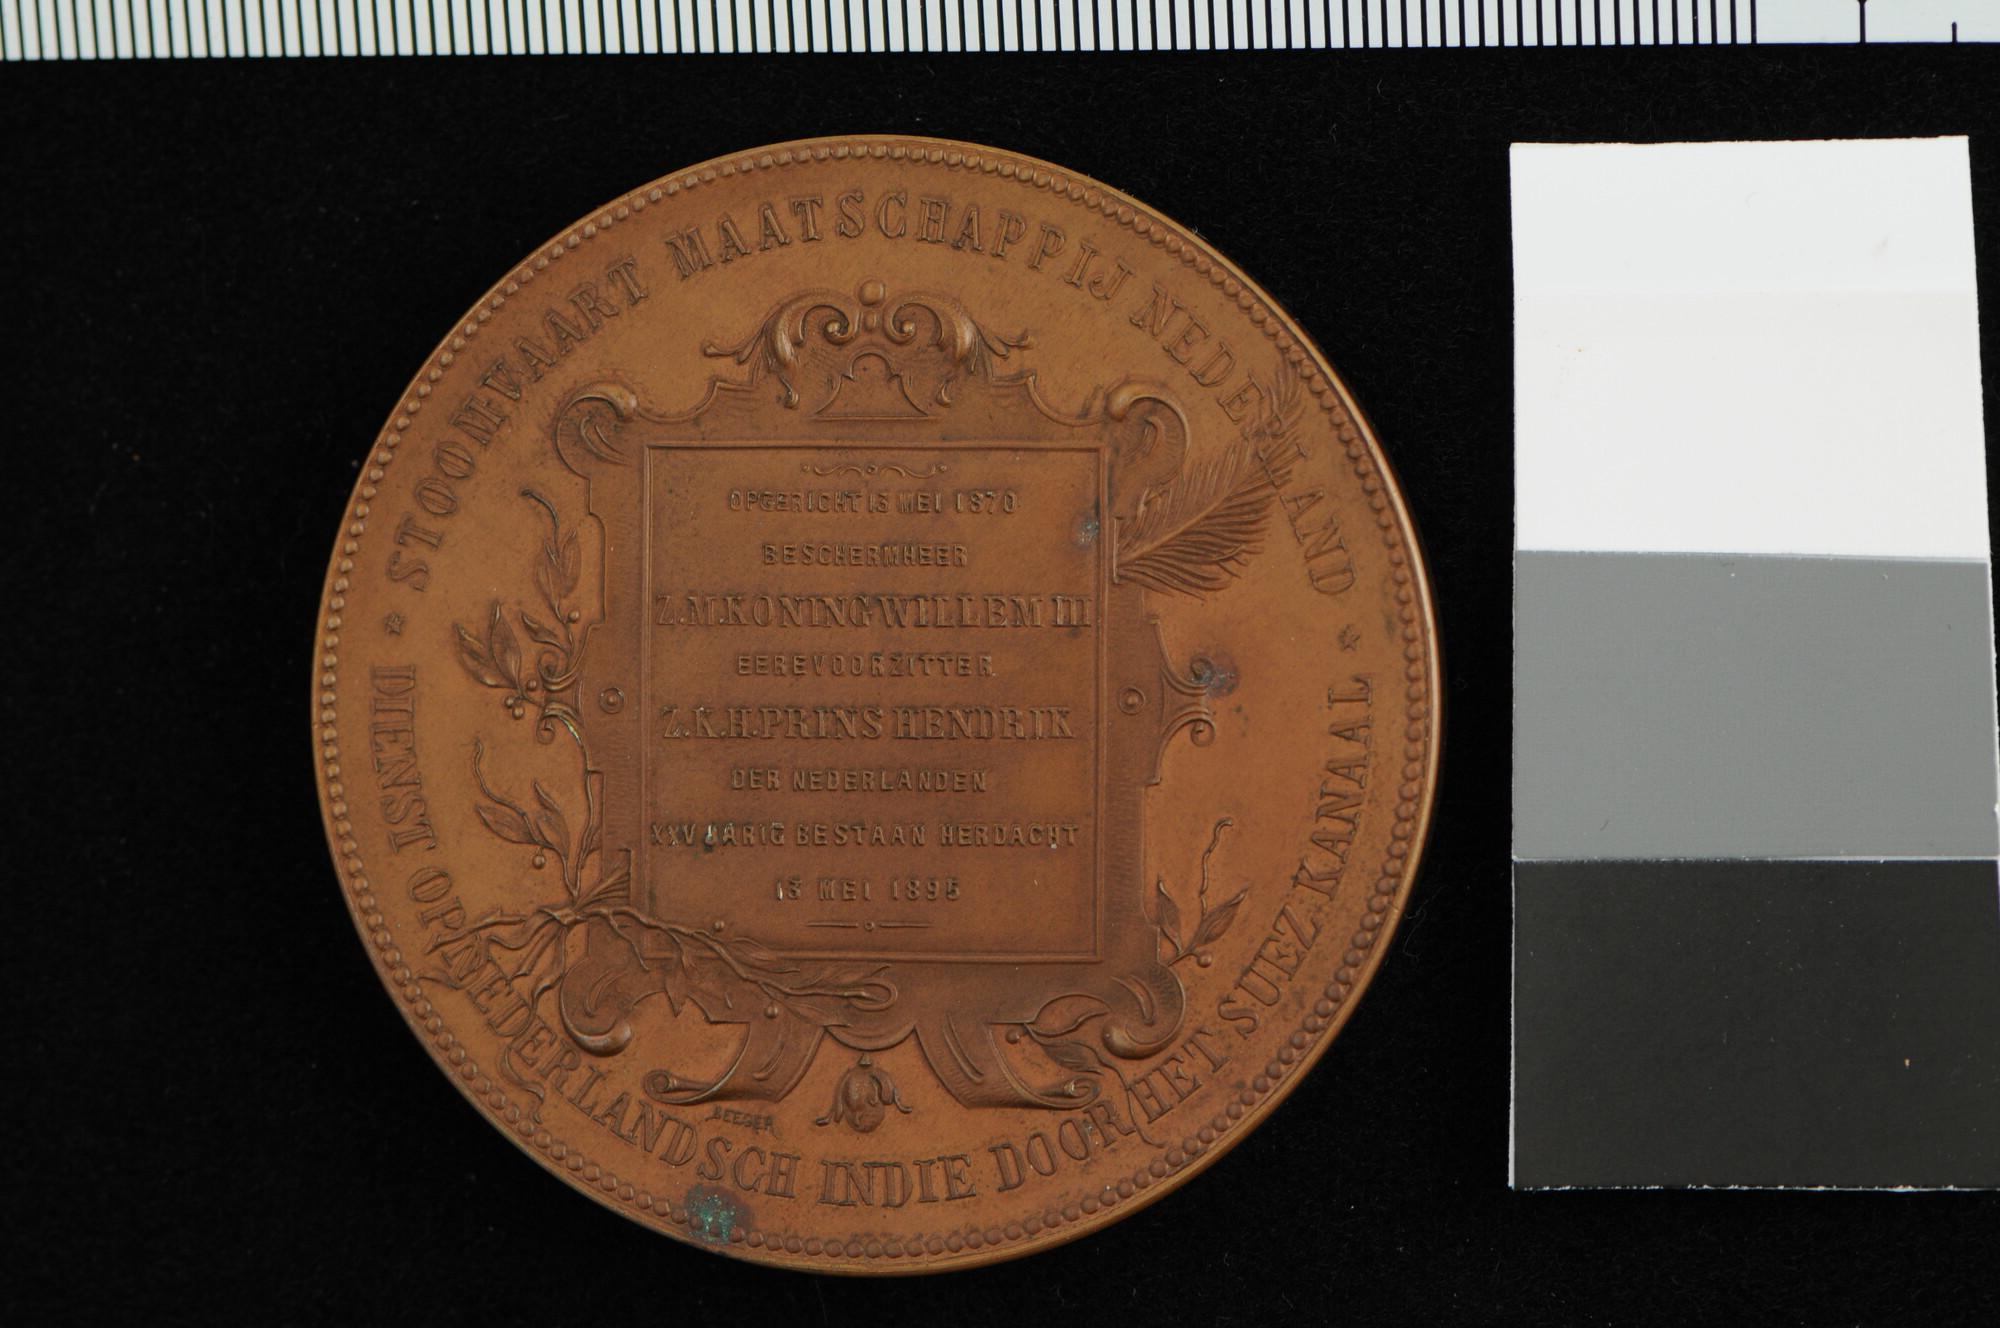 * STOOMVAART MAATSCHAPPIJ NEDERLAND *
DIENST OP NEDERLANDSCH INDIE DOOR HET SUEZ KANAAL
OPGERICHT 13 MEI 1870
BESCHERMHEER
Z.M.KONING WILLEM III
EEREVOORZITTER
Z.K.H.PRINS HENDRIK
DER NEDERLANDEN
XXV JARIG BESTAAN HERDACHT
13 MEI 1895
BEEGER